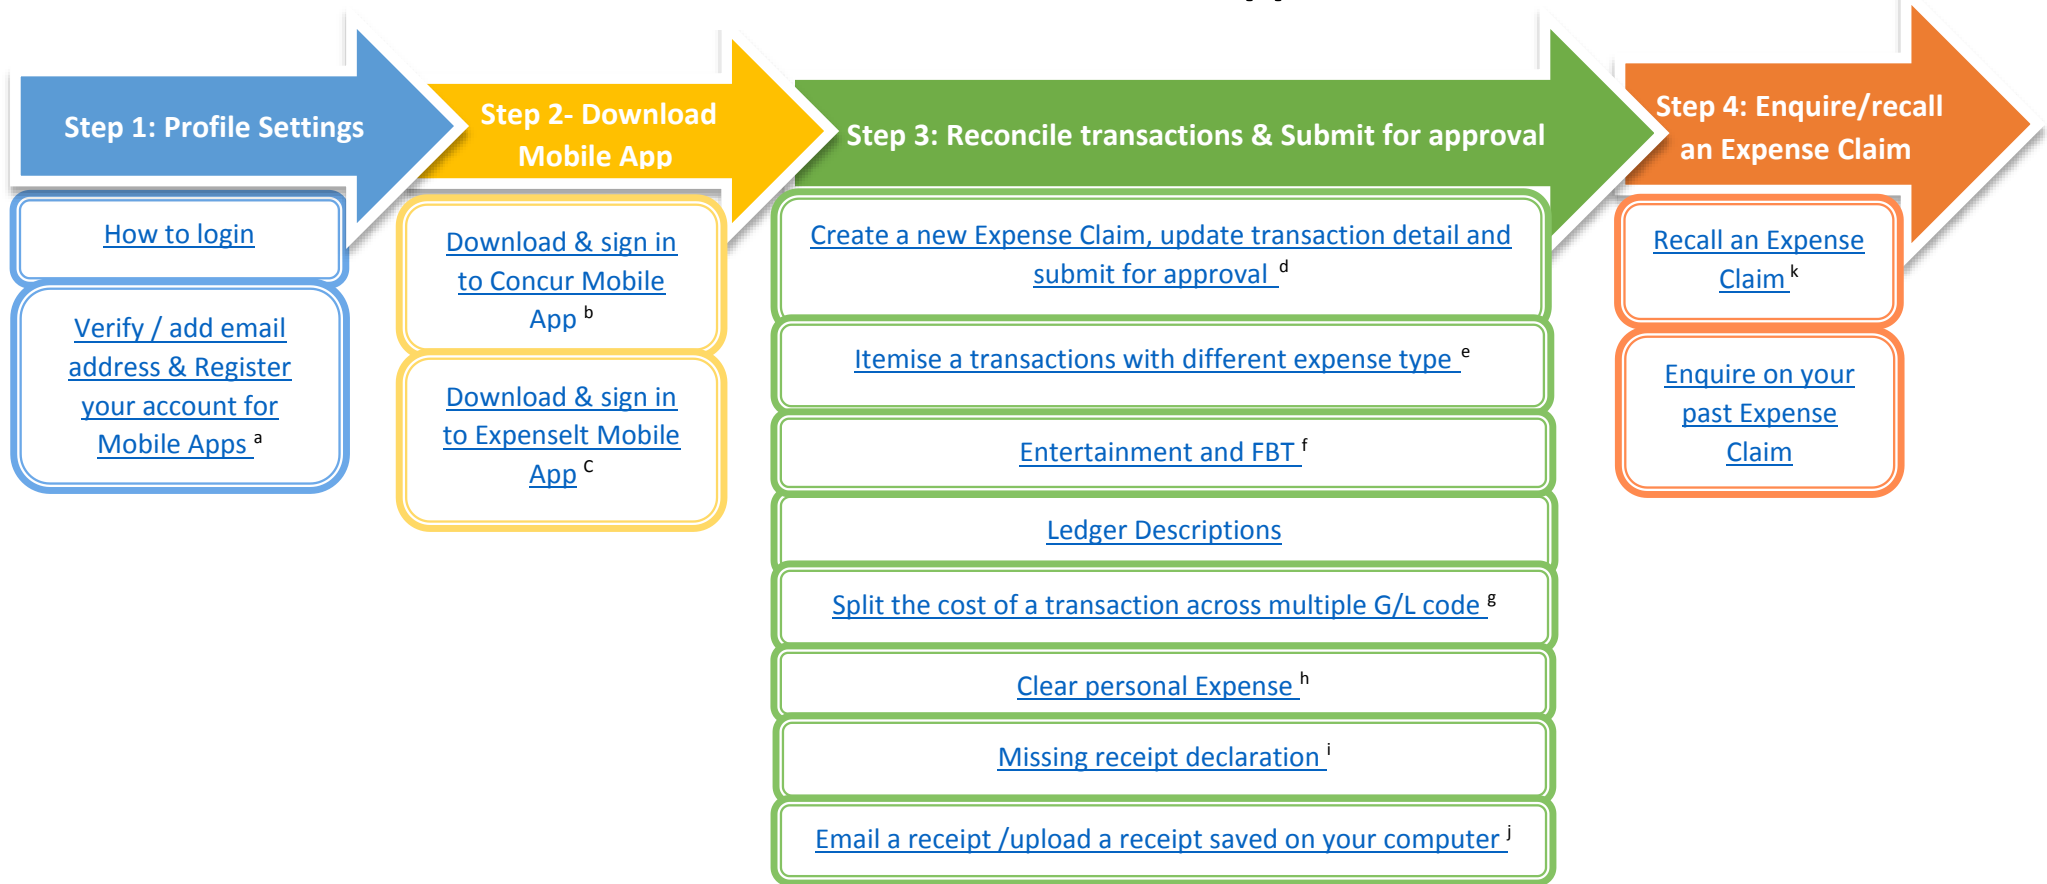 Step 1: Profile Settings
How to login
Verify / add email
address & Register
your account for
Mobile Apps a
Step 2- Download
Mobile App
Download & sign in
to Concur Mobile
App b
Download & sign in
to ExpenseIt Mobile
App C
Step 3: Reconcile transactions & Submit for approval
Create a new Expense Claim, update transaction detail and
submit for approval d
Itemise a transactions with different expense type e
Entertainment and FBT f
Ledger Descriptions
Split the cost of a transaction across multiple G/L code g
Clear personal Expense h
Missing receipt declaration i
Email a receipt /upload a receipt saved on your computer j
Step 4: Enquire/recall
an Expense Claim
Recall an Expense
Claim k
Enquire on your
past Expense
Claim